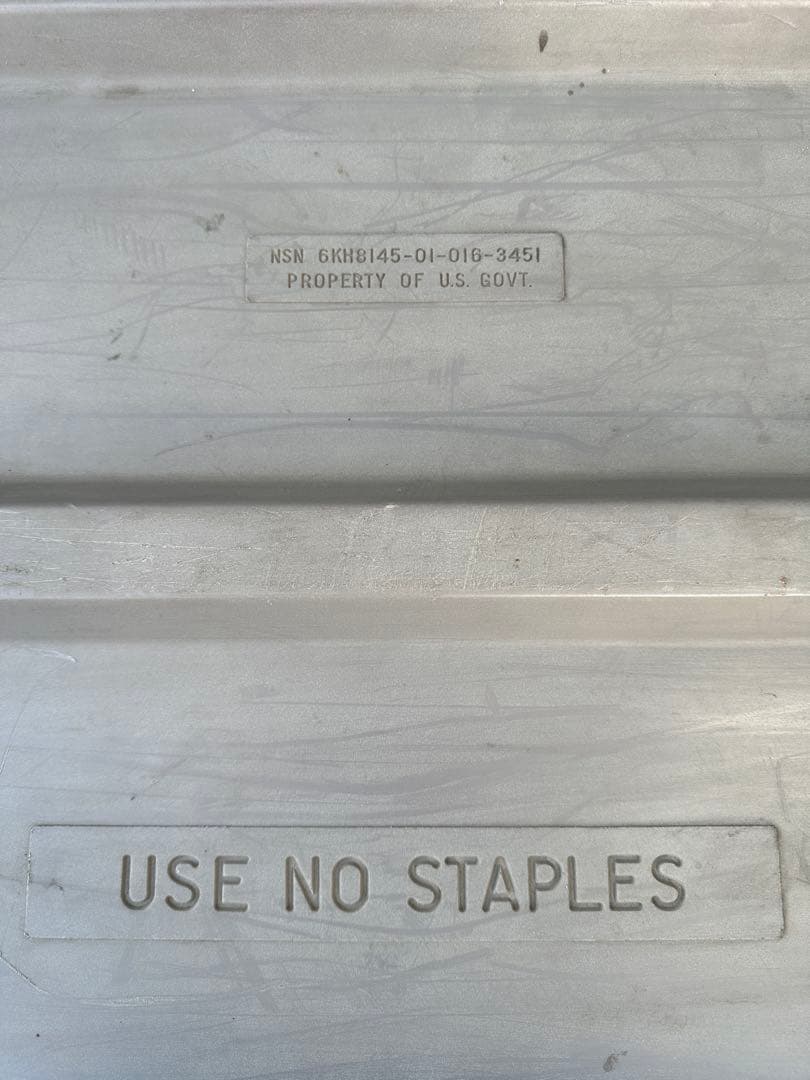 NSN 6KH8145-01-016-3451
PROPERTY OF U.S. GOVT.
USE NO STAPLES